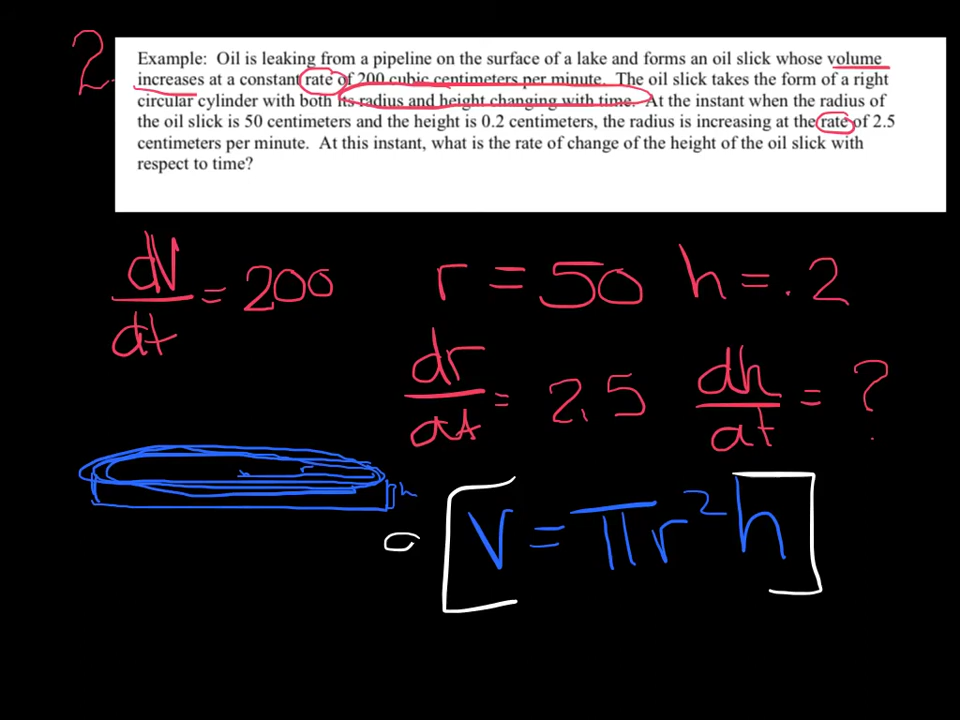 2.
Example: Oil is leaking from a pipeline on the surface of a lake and forms an oil slick whose volume
increases at a constant rate of 200 cubic centimeters per minute. The oil slick takes the form of a right
circular cylinder with both its radius and height changing with time. At the instant when the radius of
the oil slick is 50 centimeters and the height is 0.2 centimeters, the radius is increasing at the rate of 2.5
centimeters per minute. At this instant, what is the rate of change of the height of the oil slick with
respect to time?
dV/dt = 200 r = 50 h = .2
dr/dt = 2.5 dh/dt = ?
r
h
V = πr²h